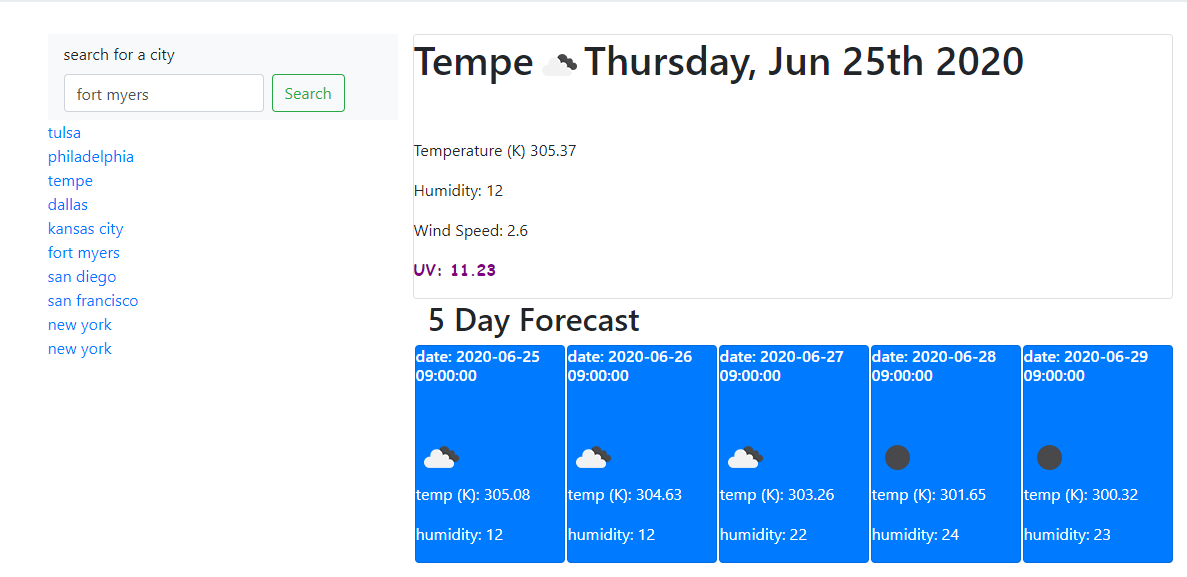 search for a city
fort myers
Search
tulsa
philadelphia
tempe
dallas
kansas city
fort myers
san diego
san francisco
new york
new york
Tempe Thursday, Jun 25th 2020
Temperature (K) 305.37
Humidity: 12
Wind Speed: 2.6
UV: 11.23
5 Day Forecast
date: 2020-06-25
09:00:00
temp (K): 305.08
humidity: 12
date: 2020-06-26
09:00:00
temp (K): 304.63
humidity: 12
date: 2020-06-27
09:00:00
temp (K): 303.26
humidity: 22
date: 2020-06-28
09:00:00
temp (K): 301.65
humidity: 24
date: 2020-06-29
09:00:00
temp (K): 300.32
humidity: 23